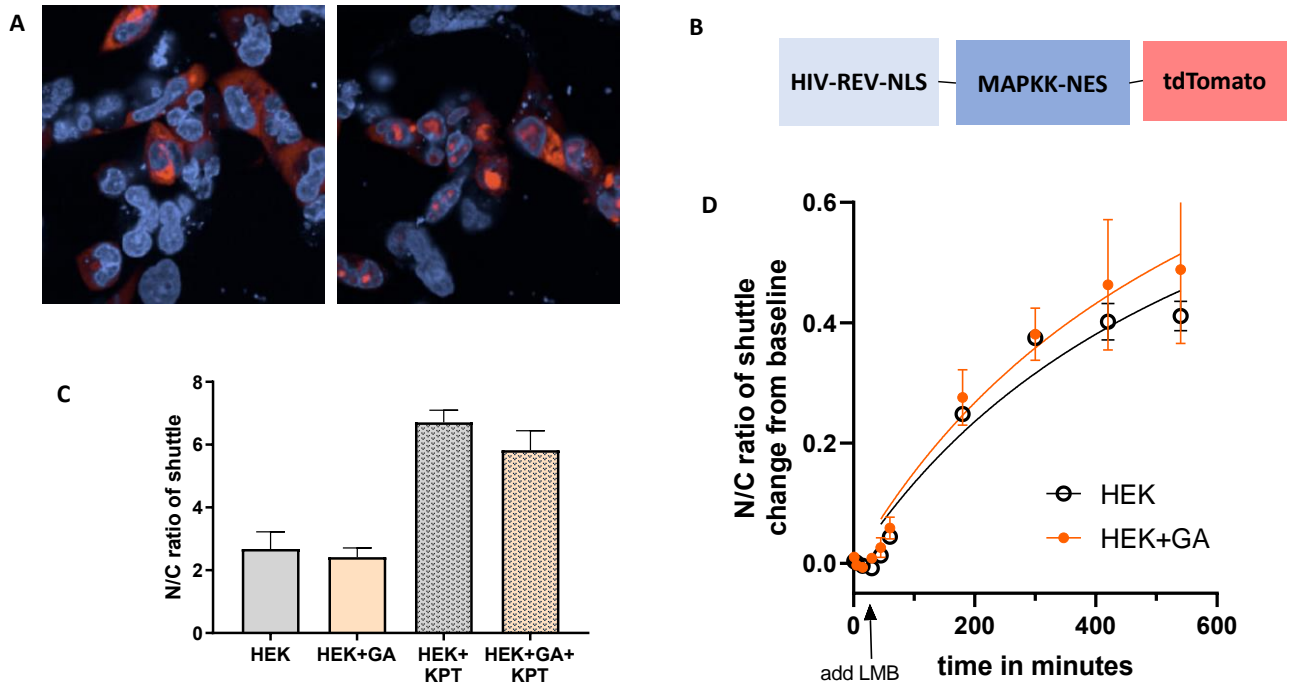 A
B
HIV-REV-NLS
MAPKK-NES
tdTomato
C
N/C ratio of shuttle
8
6
4
2
0
HEK
HEK+GA
HEK+
KPT
HEK+GA+
KPT
D
N/C ratio of shuttle
change from baseline
0.6
0.4
0.2
0.0
HEK
HEK+GA
0
200
400
600
add LMB
time in minutes